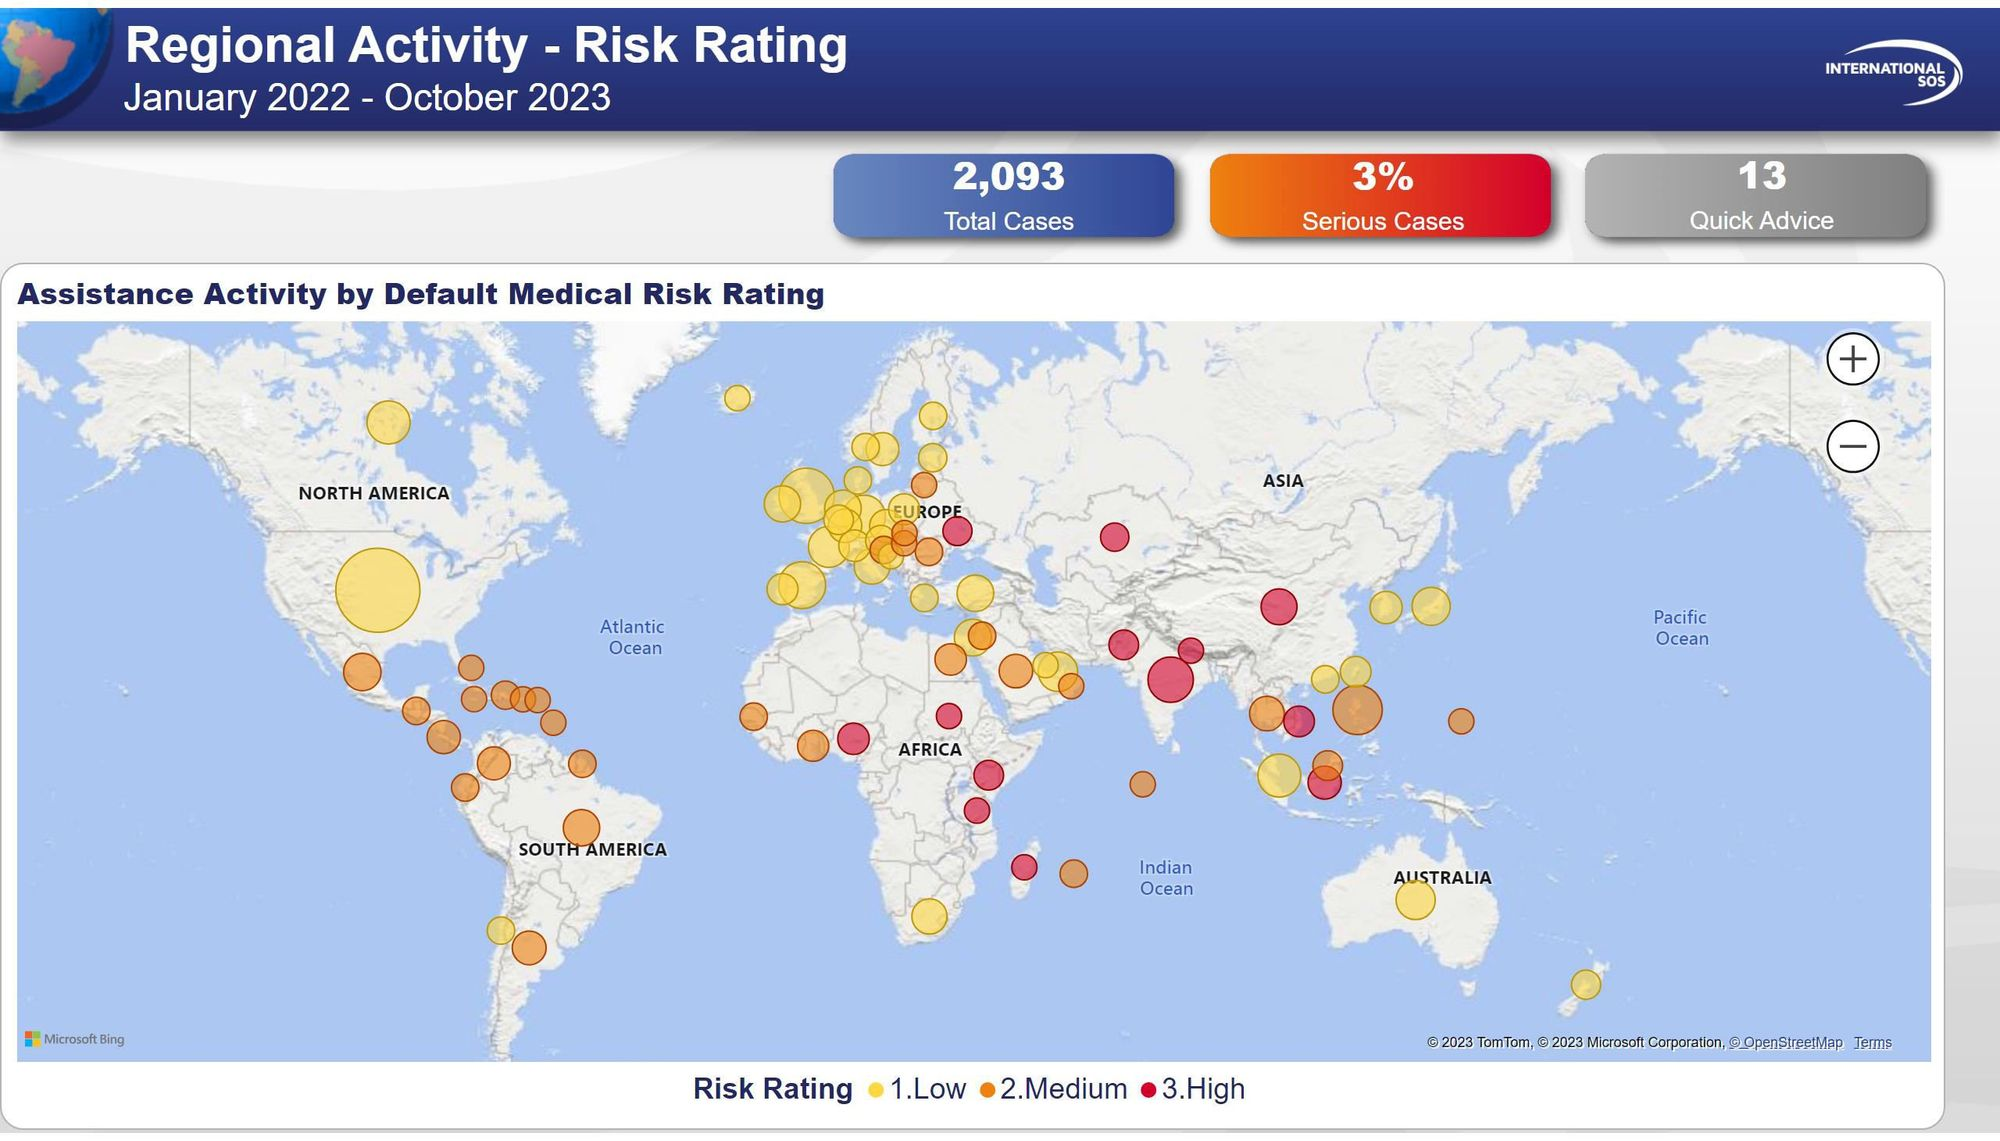 Regional Activity - Risk Rating
January 2022 - October 2023
INTERNATIONAL
SOS
2,093
Total Cases
3%
Serious Cases
13
Quick Advice
Assistance Activity by Default Medical Risk Rating
NORTH AMERICA
ASIA
EUROPE
Atlantic
Ocean
Pacific
Ocean
AFRICA
SOUTH AMERICA
Indian
Ocean
AUSTRALIA
Microsoft Bing
© 2023 TomTom, © 2023 Microsoft Corporation, © OpenStreetMap Terms
Risk Rating 1.Low 2.Medium 3.High